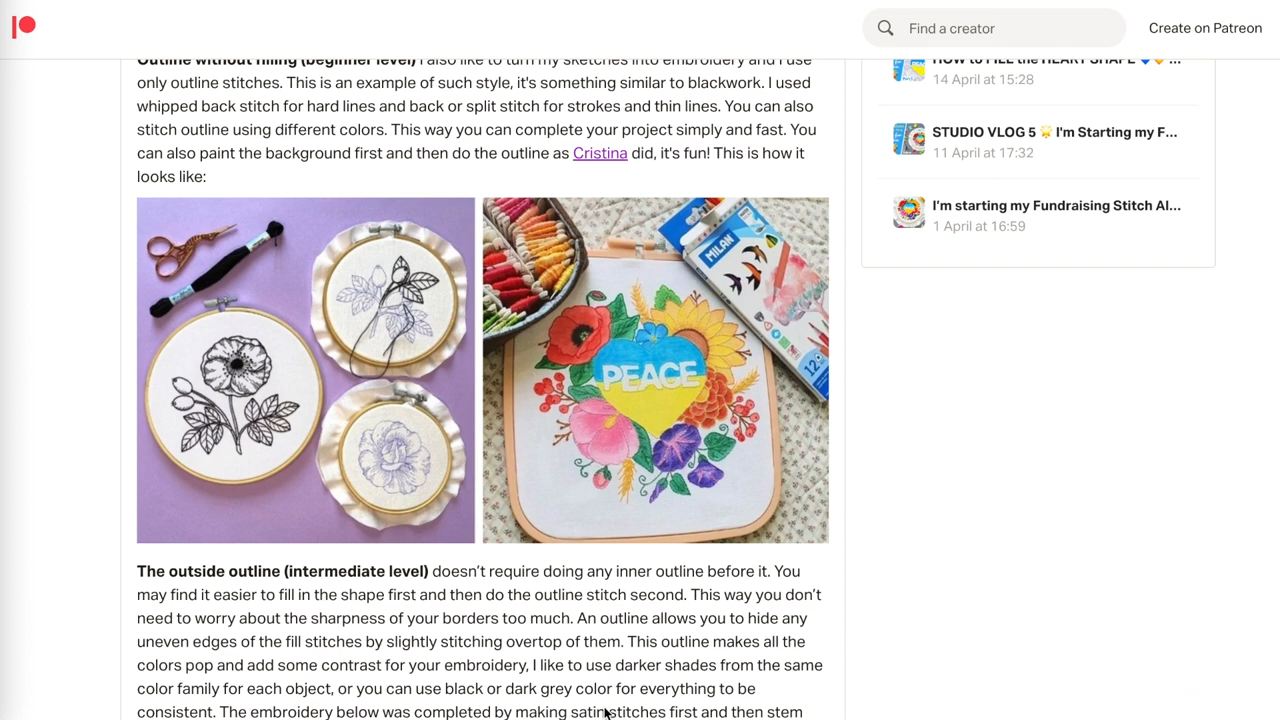 Find a creator
Create on Patreon
Outline without filling (beginner level) I also like to turn my sketches into embroidery and I use
only outline stitches. This is an example of such style, it's something similar to blackwork. I used
whipped back stitch for hard lines and back or split stitch for strokes and thin lines. You can also
stitch outline using different colors. This way you can complete your project simply and fast. You
can also paint the background first and then do the outline as Cristina did, it's fun! This is how it
looks like:
PEACE
MILAN
12
The outside outline (intermediate level) doesn’t require doing any inner outline before it. You
may find it easier to fill in the shape first and then do the outline stitch second. This way you don’t
need to worry about the sharpness of your borders too much. An outline allows you to hide any
uneven edges of the fill stitches by slightly stitching overtop of them. This outline makes all the
colors pop and add some contrast for your embroidery, I like to use darker shades from the same
color family for each object, or you can use black or dark grey color for everything to be
consistent. The embroidery below was completed by making satin stitches first and then stem
HOW to FILL the HEART SHAPE 💙💛...
14 April at 15:28
STUDIO VLOG 5 🌟 I'm Starting my F...
11 April at 17:32
I'm starting my Fundraising Stitch Al...
1 April at 16:59